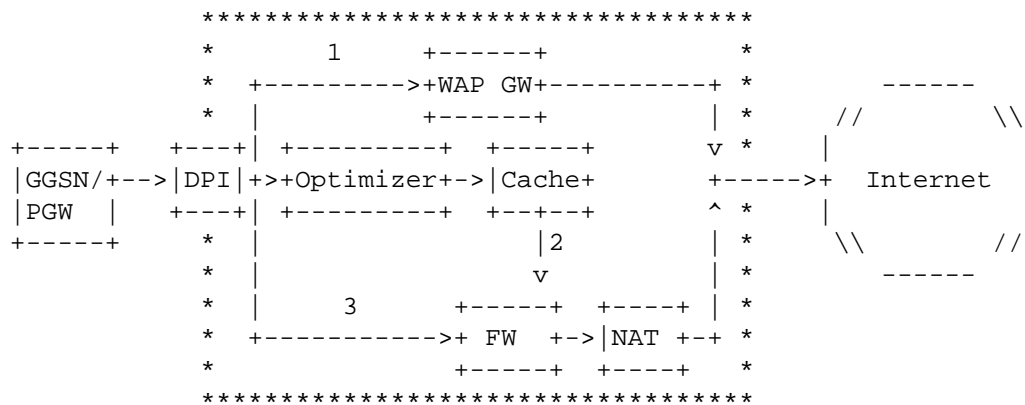 1
WAP GW
GGSN/ DPI Optimizer Cache Internet
PGW
2
3
FW NAT